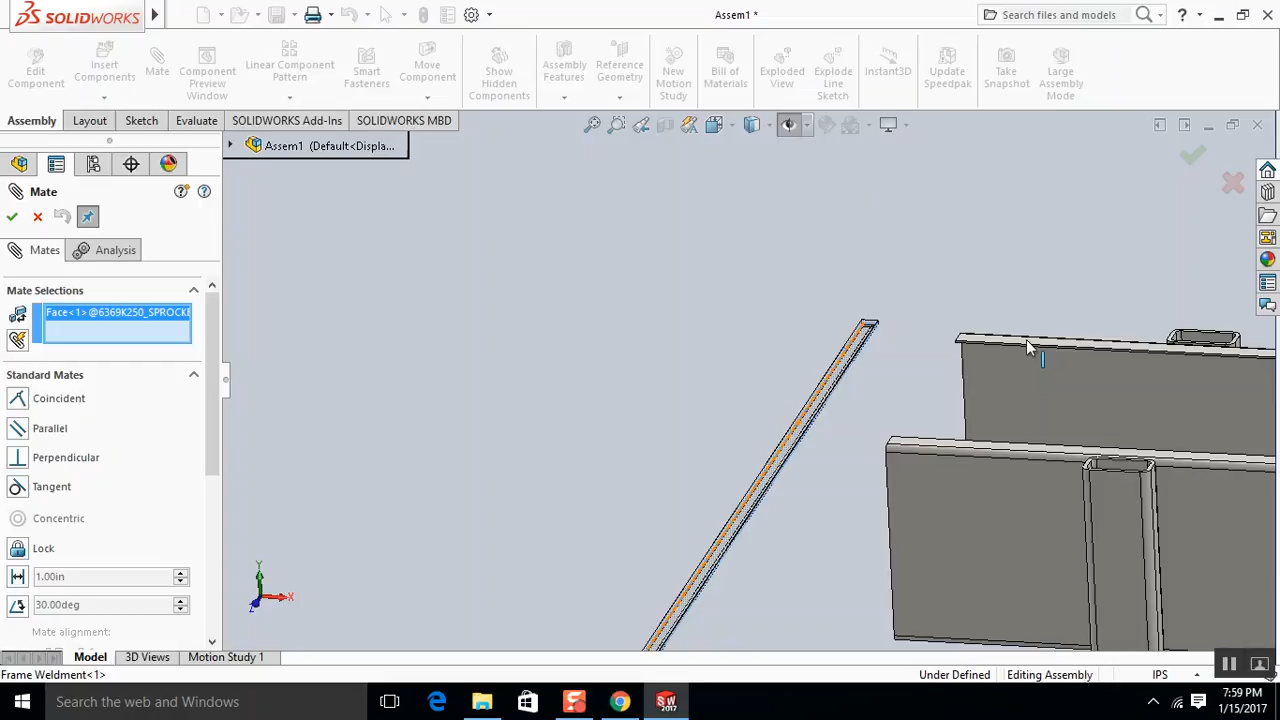 SOLIDWORKS
Assem1 *
Search files and models
?
Edit Component
Insert Components
Mate
Component Preview Window
Linear Component Pattern
Smart Fasteners
Move Component
Show Hidden Components
Assembly Features
Reference Geometry
New Motion Study
Bill of Materials
Exploded View
Explode Line Sketch
Instant3D
Update Speedpak
Take Snapshot
Large Assembly Mode
Assembly
Layout
Sketch
Evaluate
SOLIDWORKS Add-Ins
SOLIDWORKS MBD
Assem1 (Default<Displa...
Mate
Mates
Analysis
Mate Selections
Face<1>@6369K250_SPROCKE
Standard Mates
Coincident
Parallel
Perpendicular
Tangent
Concentric
Lock
1.00in
30.00deg
Mate alignment:
Y
X
Z
Model
3D Views
Motion Study 1
Frame Weldment<1>
Under Defined
Editing Assembly
IPS
Search the web and Windows
SW
2017
7:59 PM
1/15/2017